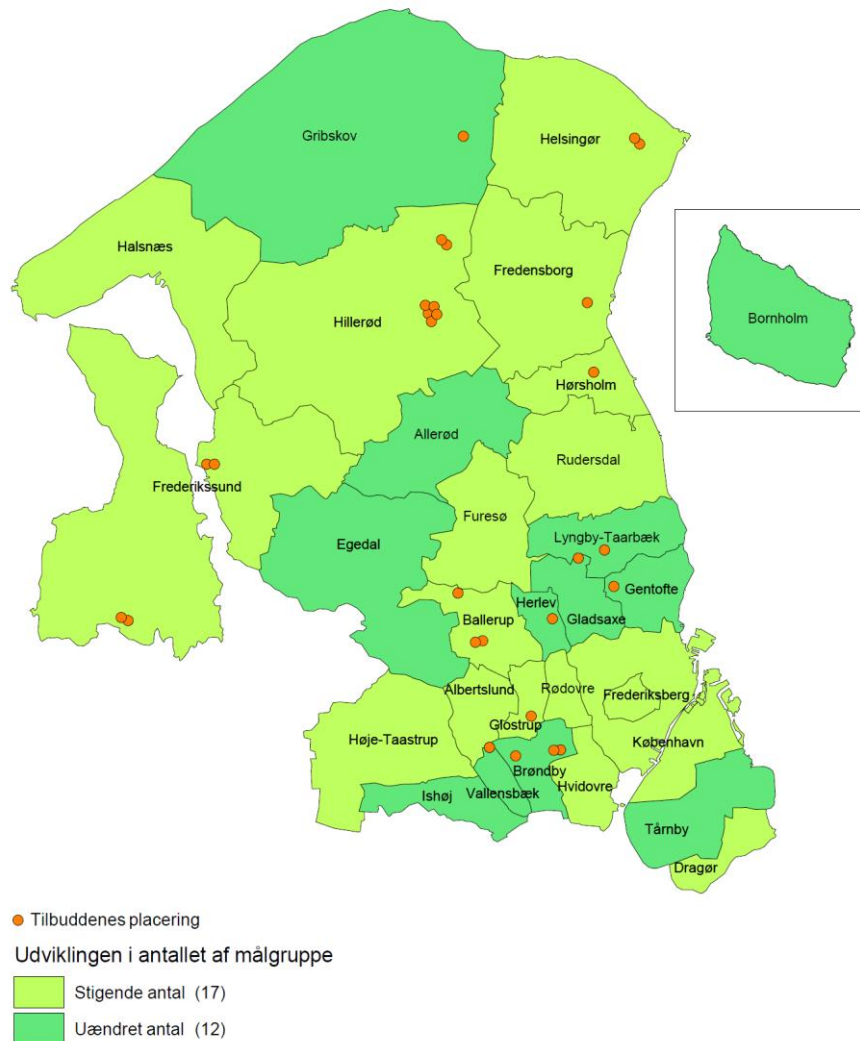 Gribskov
Helsingør
Halsnæs
Fredensborg
Bornholm
Hillerød
Hørsholm
Allerød
Rudersdal
Frederikssund
Furesø
Egedal
Lyngby-Taarbæk
Gentofte
Herlev
Ballerup
Gladsaxe
Albertslund
Rødovre
Frederiksberg
Glostrup
Høje-Taastrup
København
Brøndby
Ishøj
Vallensbæk
Hvidovre
Tårnby
Dragør
Tilbuddenes placering
Udviklingen i antallet af målgruppe
Stigende antal (17)
Uændret antal (12)